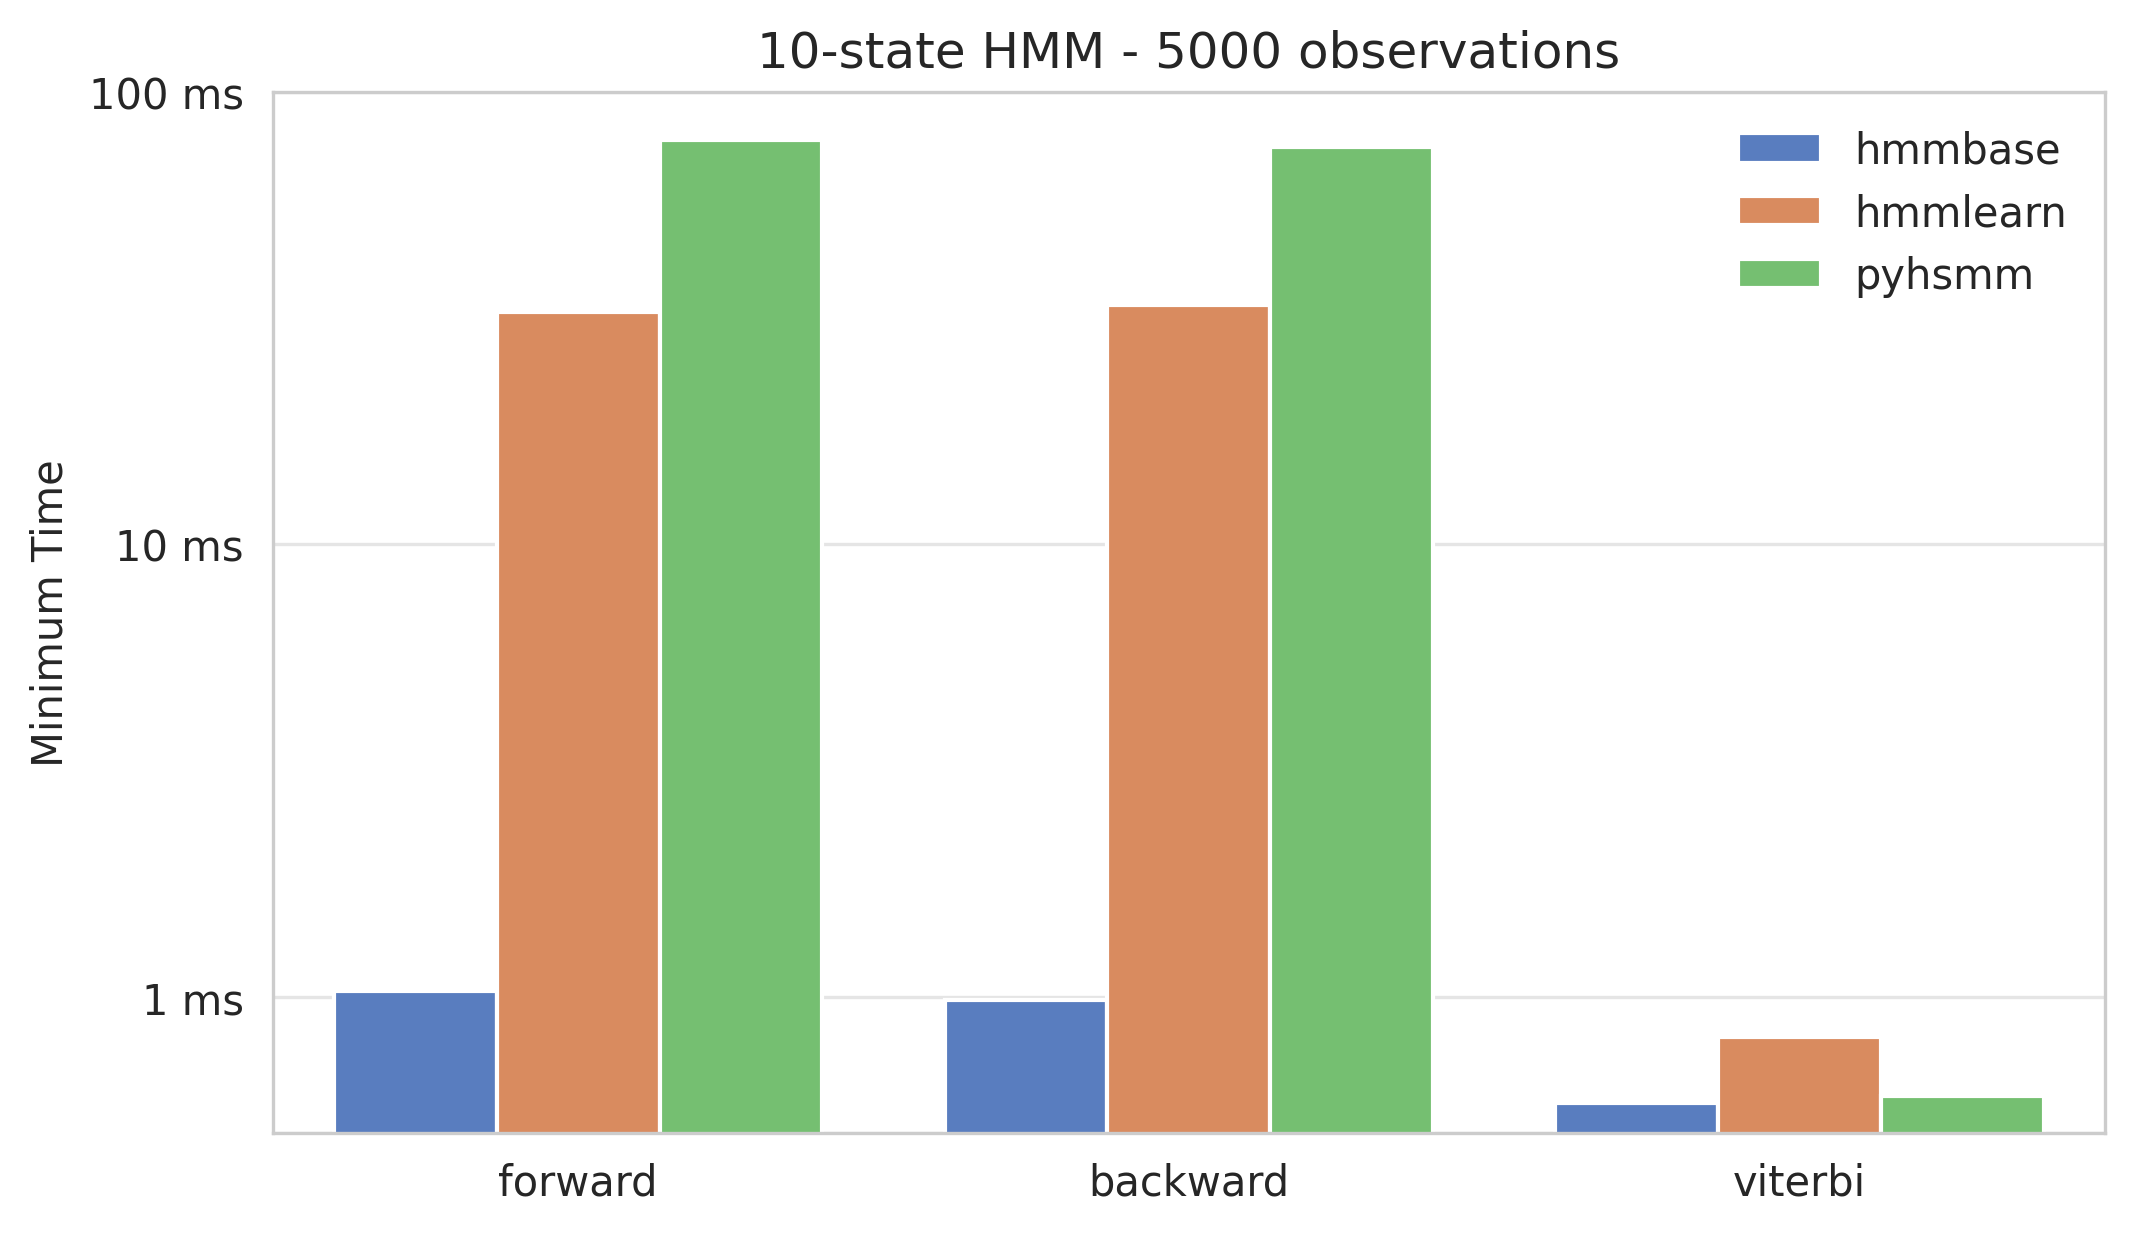 10-state HMM - 5000 observations
100 ms
10 ms
1 ms
Minimum Time
hmmbase
hmmlearn
pyhsmm
forward
backward
viterbi